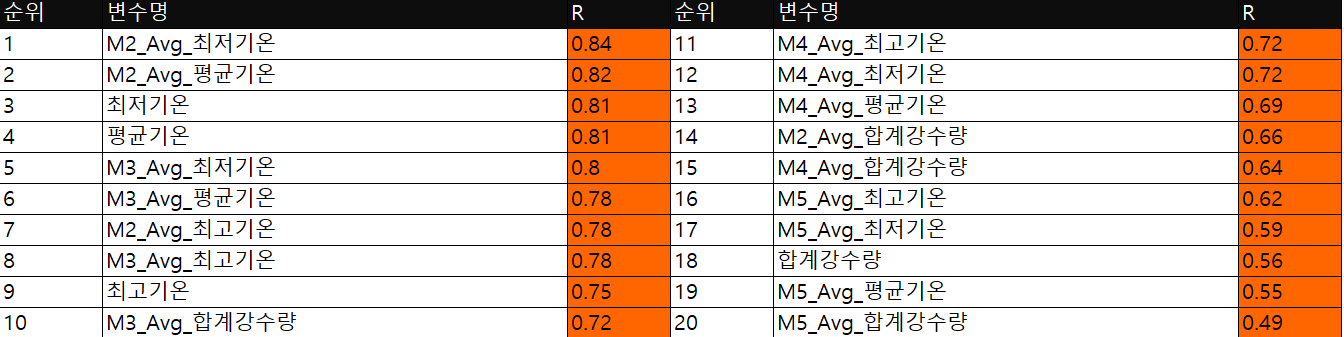 순위 변수명 R 순위 변수명 R
1 M2_Avg_최저기온 0.84 11 M4_Avg_최고기온 0.72
2 M2_Avg_평균기온 0.82 12 M4_Avg_최저기온 0.72
3 최저기온 0.81 13 M4_Avg_평균기온 0.69
4 평균기온 0.81 14 M2_Avg_합계강수량 0.66
5 M3_Avg_최저기온 0.8 15 M4_Avg_합계강수량 0.64
6 M3_Avg_평균기온 0.78 16 M5_Avg_최고기온 0.62
7 M2_Avg_최고기온 0.78 17 M5_Avg_최저기온 0.59
8 M3_Avg_최고기온 0.78 18 합계강수량 0.56
9 최고기온 0.75 19 M5_Avg_평균기온 0.55
10 M3_Avg_합계강수량 0.72 20 M5_Avg_합계강수량 0.49